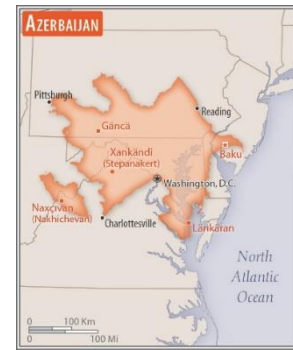 AZERBAIJAN
Pittsburgh
Reading
Gäncä
Xankändi
(Stepanakert)
Baku
Washington, D.C.
Naxçivan
(Nakhichevan)
Charlottesville
Länkäran
North
Atlantic
Ocean
0 100 Km
0 100 Mi